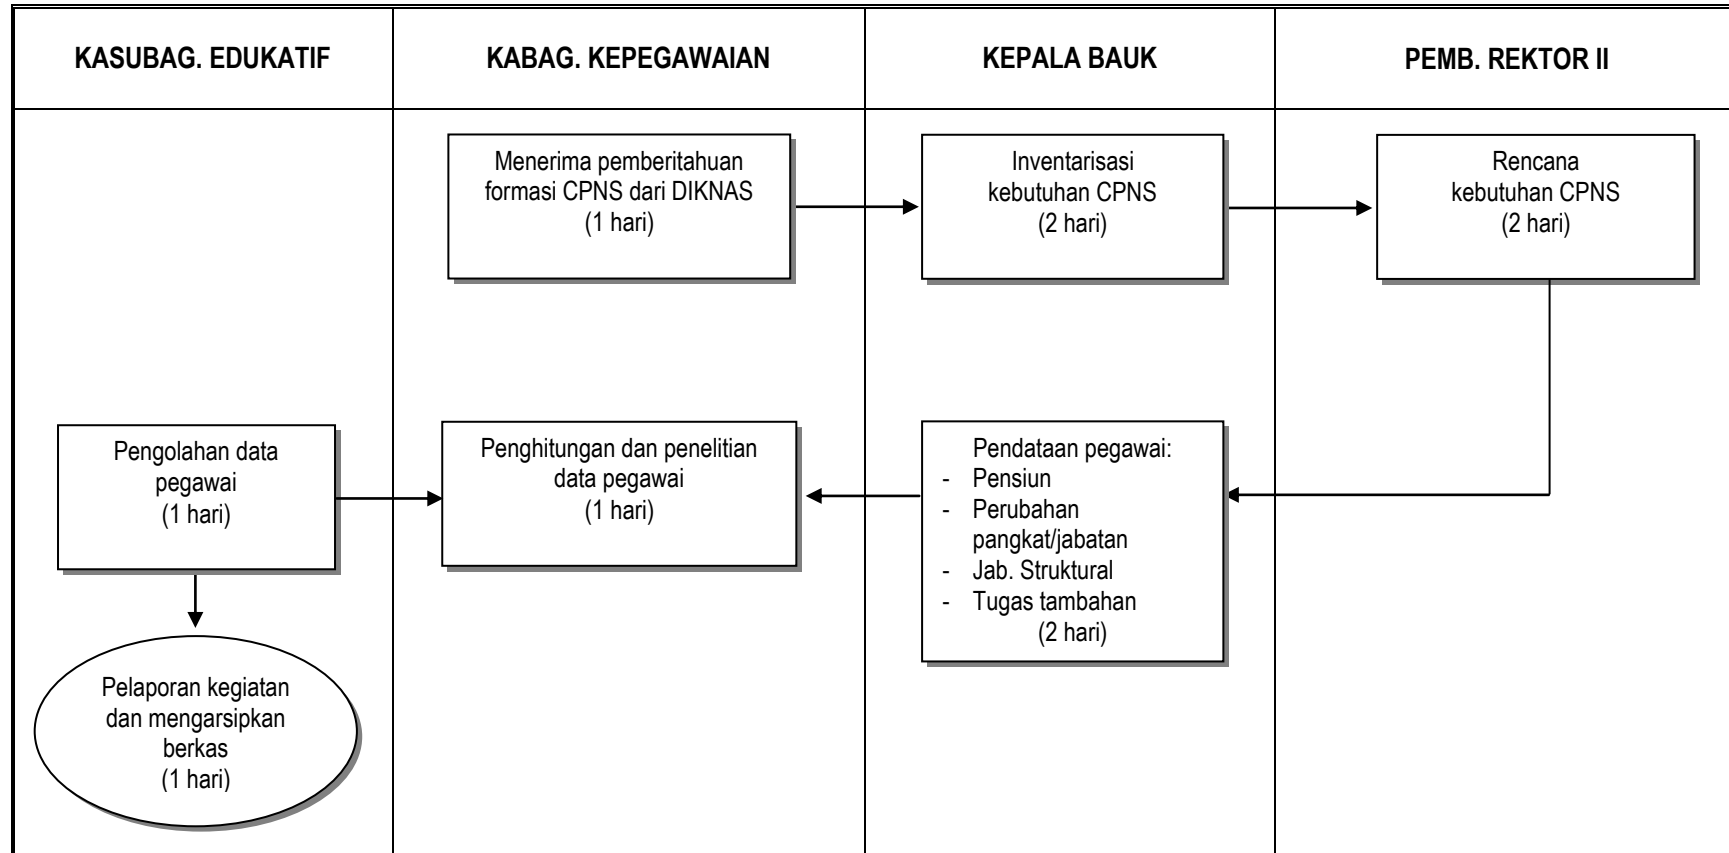 KASUBAG. EDUKATIF
KABAG. KEPEGAWAIAN
KEPALA BAUK
PEMB. REKTOR II
Menerima pemberitahuan
formasi CPNS dari DIKNAS
(1 hari)
Inventarisasi
kebutuhan CPNS
(2 hari)
Rencana
kebutuhan CPNS
(2 hari)
Pengolahan data
pegawai
(1 hari)
Penghitungan dan penelitian
data pegawai
(1 hari)
Pendataan pegawai:
- Pensiun
- Perubahan
pangkat/jabatan
- Jab. Struktural
- Tugas tambahan
(2 hari)
Pelaporan kegiatan
dan mengarsipkan
berkas
(1 hari)